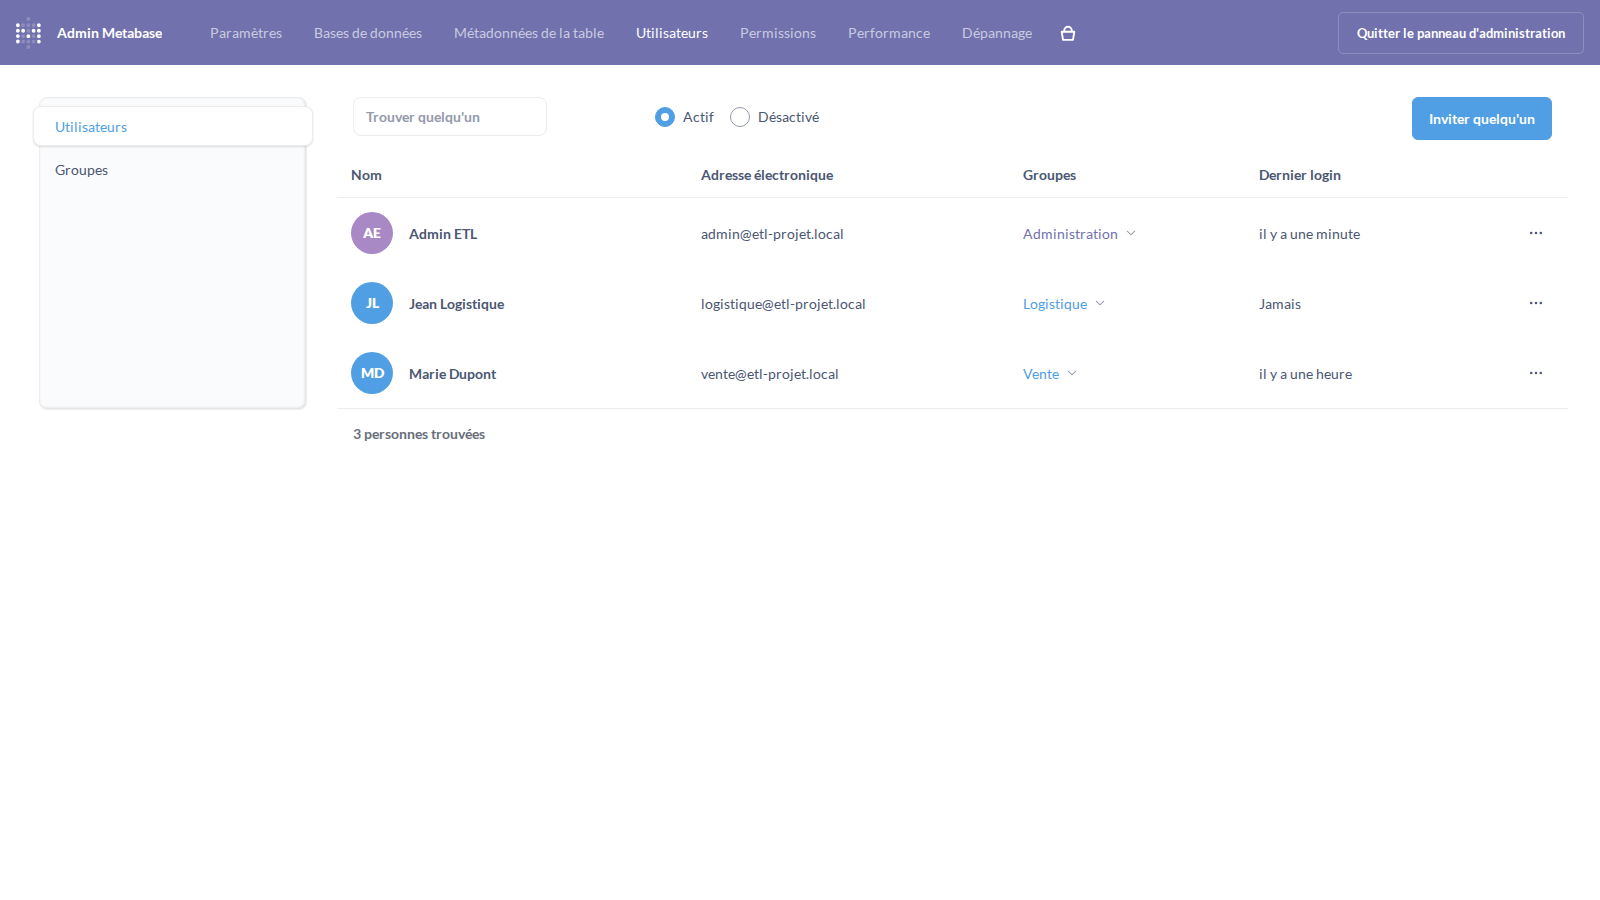 Admin Metabase Paramètres Bases de données Métadonnées de la table Utilisateurs Permissions Performance Dépannage Quitter le panneau d'administration
Utilisateurs
Groupes
Trouver quelqu'un Actif Désactivé Inviter quelqu'un
Nom Adresse électronique Groupes Dernier login
AE Admin ETL admin@etl-projet.local Administration il y a une minute
JL Jean Logistique logistique@etl-projet.local Logistique Jamais
MD Marie Dupont vente@etl-projet.local Vente il y a une heure
3 personnes trouvées